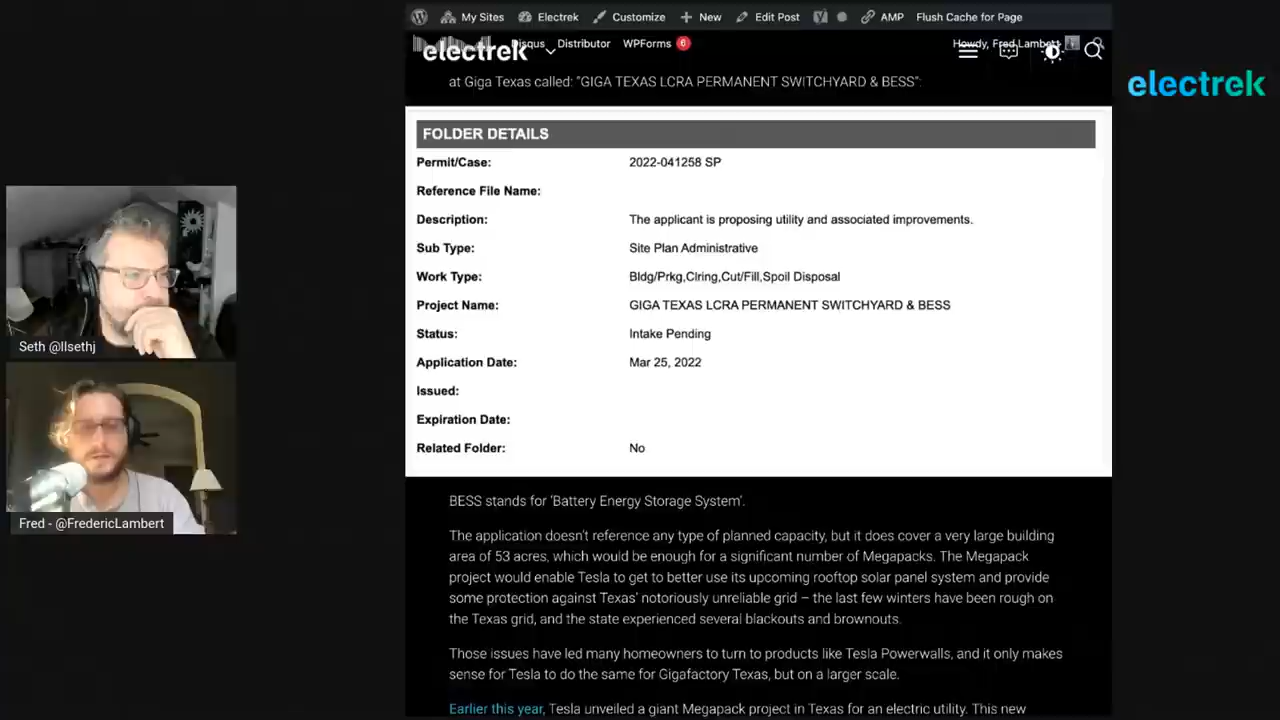 My Sites Electrek Customize + New Edit Post AMP Flush Cache for Page
Disqus Distributor WPForms 6 Howdy, Fred Lambert
electrek
electrek
at Giga Texas called: “GIGA TEXAS LCRA PERMANENT SWITCHYARD & BESS”:
FOLDER DETAILS
Permit/Case: 2022-041258 SP
Reference File Name:
Description: The applicant is proposing utility and associated improvements.
Sub Type: Site Plan Administrative
Work Type: Bldg/Prkg,Clring,Cut/Fill,Spoil Disposal
Project Name: GIGA TEXAS LCRA PERMANENT SWITCHYARD & BESS
Status: Intake Pending
Application Date: Mar 25, 2022
Issued:
Expiration Date:
Related Folder: No
Seth @llsethj
Fred - @FredericLambert
BESS stands for ‘Battery Energy Storage System’.
The application doesn’t reference any type of planned capacity, but it does cover a very large building
area of 53 acres, which would be enough for a significant number of Megapacks. The Megapack
project would enable Tesla to get to better use its upcoming rooftop solar panel system and provide
some protection against Texas’ notoriously unreliable grid – the last few winters have been rough on
the Texas grid, and the state experienced several blackouts and brownouts.
Those issues have led many homeowners to turn to products like Tesla Powerwalls, and it only makes
sense for Tesla to do the same for Gigafactory Texas, but on a larger scale.
Earlier this year, Tesla unveiled a giant Megapack project in Texas for an electric utility. This new